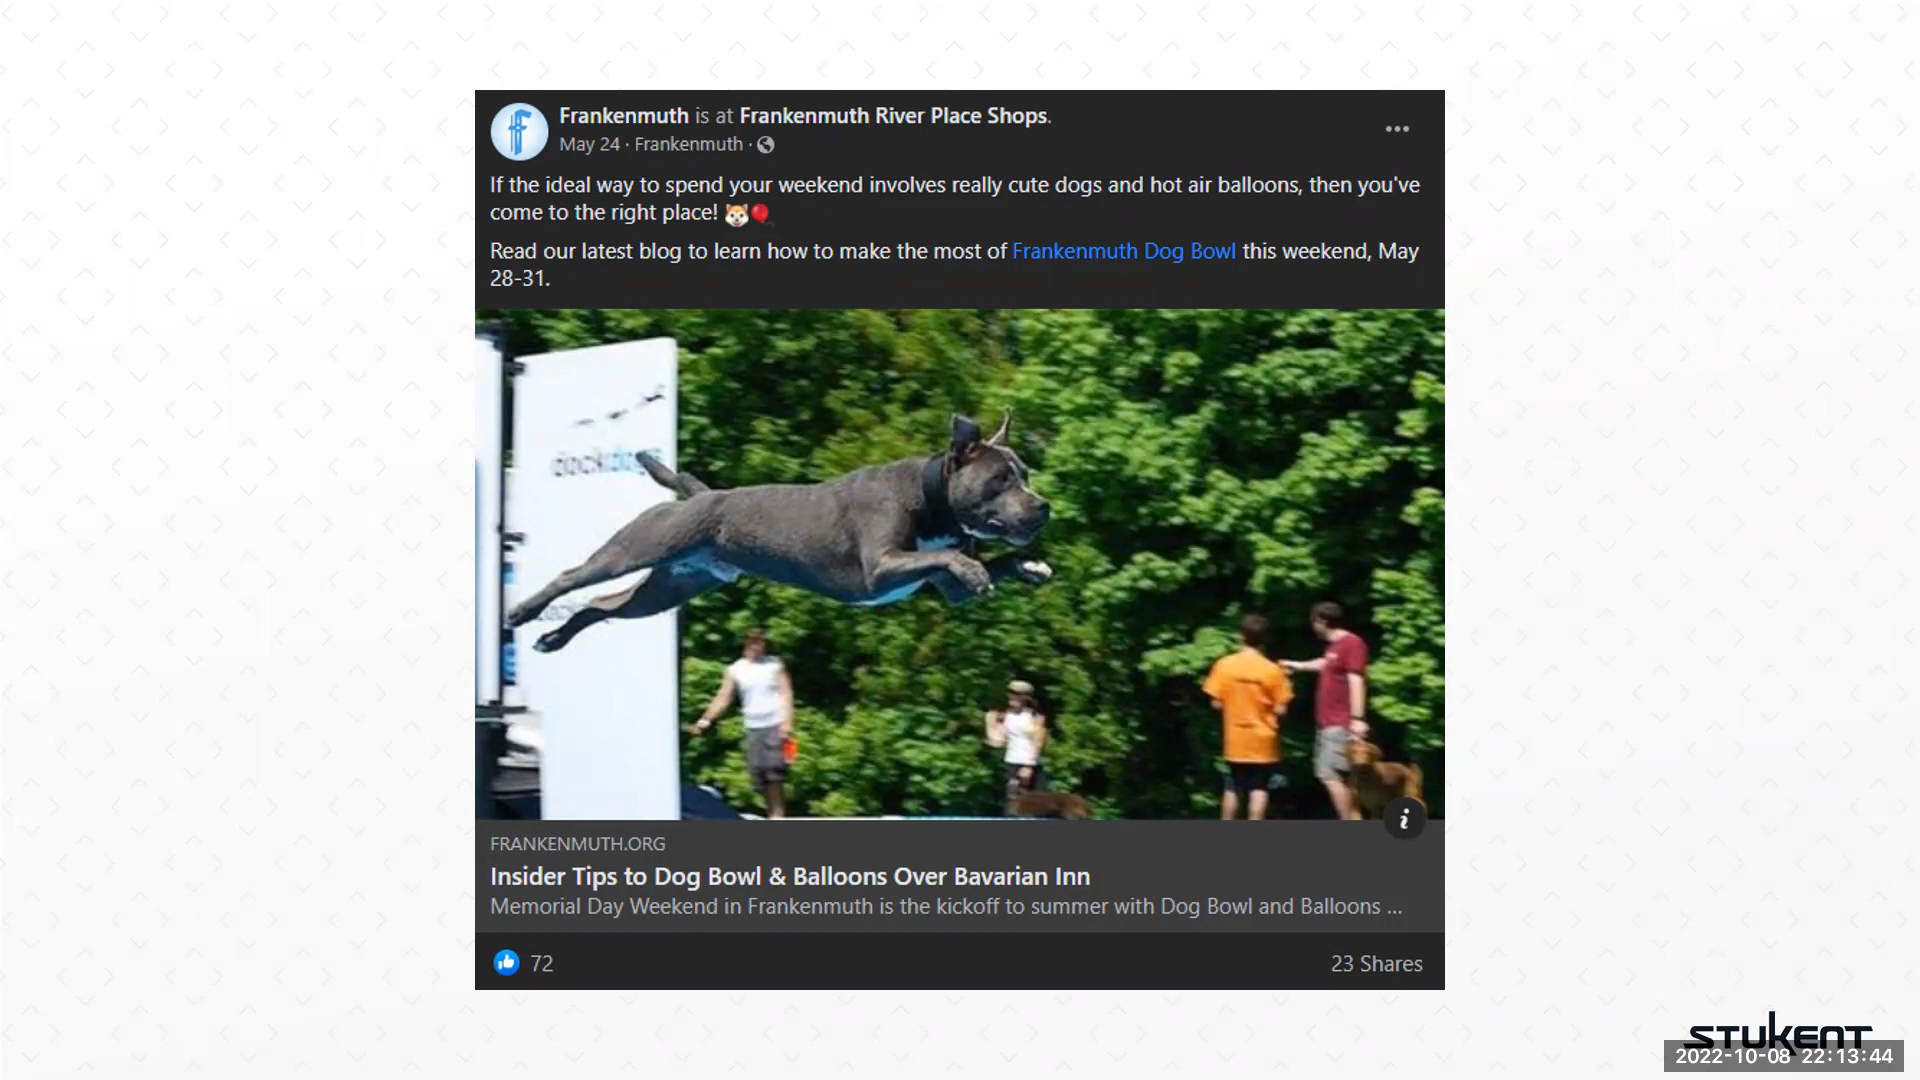 Frankenmuth is at Frankenmuth River Place Shops.
May 24 · Frankenmuth ·
If the ideal way to spend your weekend involves really cute dogs and hot air balloons, then you've
come to the right place! 🐶🎈
Read our latest blog to learn how to make the most of Frankenmuth Dog Bowl this weekend, May
28-31.
dockdogs
FRANKENMUTH.ORG
Insider Tips to Dog Bowl & Balloons Over Bavarian Inn
Memorial Day Weekend in Frankenmuth is the kickoff to summer with Dog Bowl and Balloons ...
72
23 Shares
STUKENT
2022-10-08 22:13:44